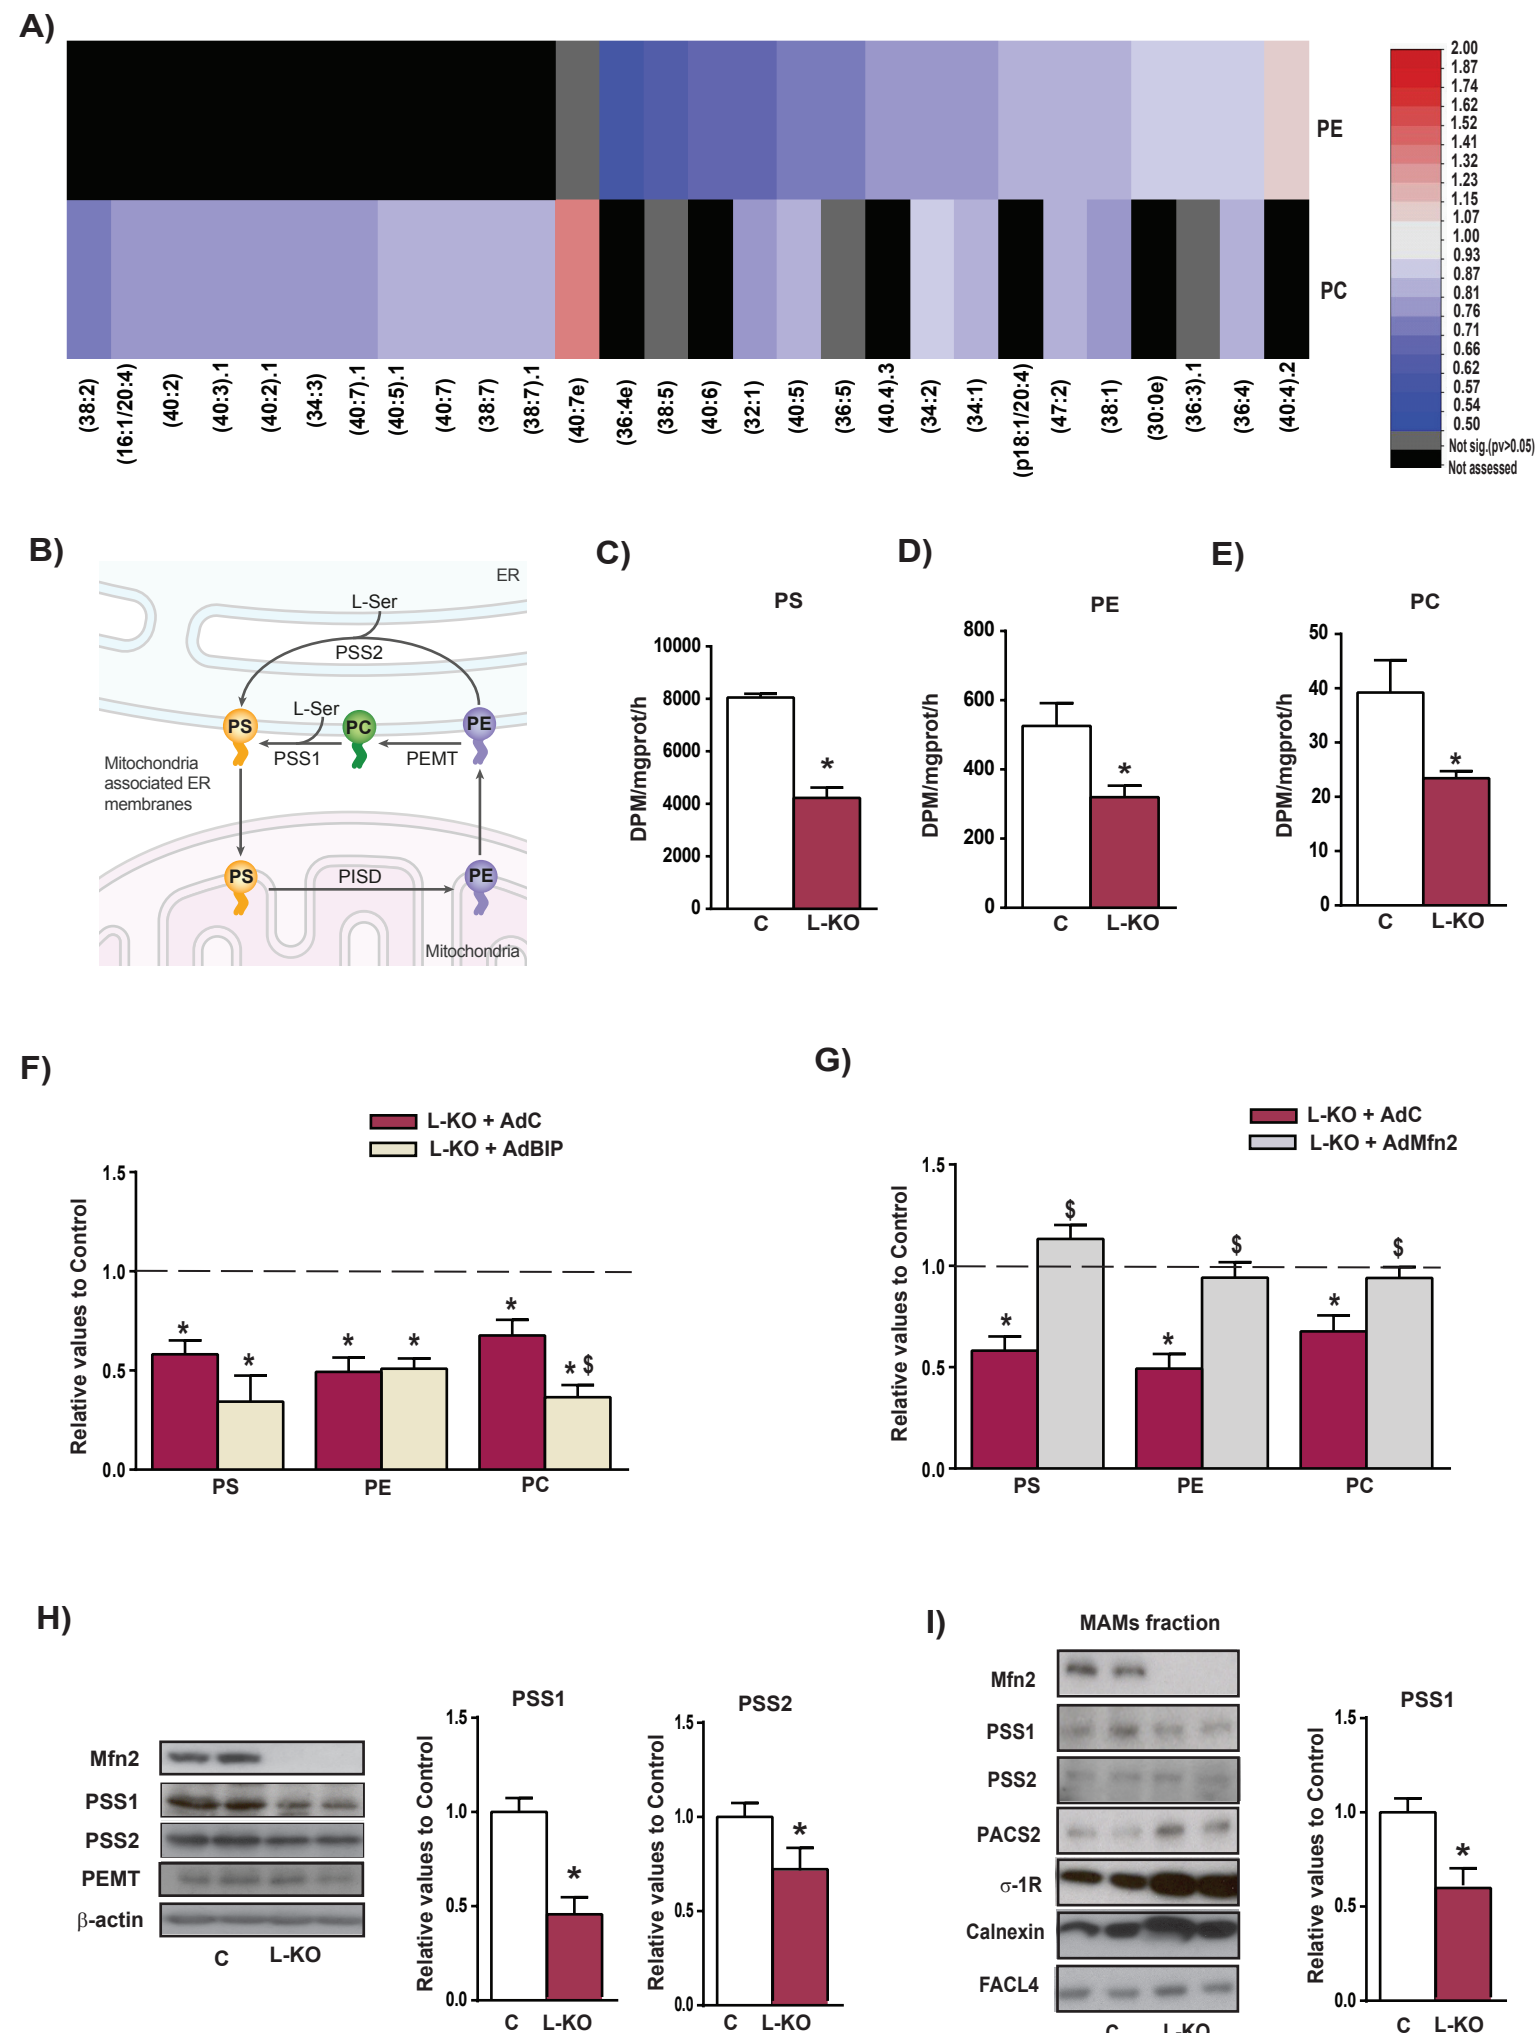 A)
PE
PC
2.00
1.87
1.74
1.62
1.52
1.41
1.32
1.23
1.15
1.07
1.00
0.93
0.87
0.81
0.76
0.71
0.66
0.62
0.57
0.54
0.50
Not sig.(pv>0.05)
Not assessed
(38:2)
(16:1/20:4)
(40:2)
(40:3).1
(40:2).1
(34:3)
(40:7).1
(40:5).1
(40:7)
(38:7)
(38:7).1
(40:7e)
(36:4e)
(38:5)
(40:6)
(32:1)
(40:5)
(36:5)
(40.4).3
(34:2)
(34:1)
(p18:1/20:4)
(47:2)
(38:1)
(30:0e)
(36:3).1
(36:4)
(40:4).2
B)
ER
L-Ser
PSS2
L-Ser
PS
PC
PE
PSS1
PEMT
Mitochondria
associated ER
membranes
PS
PISD
PE
Mitochondria
C)
PS
DPM/mgprot/h
10000
8000
6000
4000
2000
0
*
C
L-KO
D)
PE
DPM/mgprot/h
800
600
400
200
0
*
C
L-KO
E)
PC
DPM/mgprot/h
50
40
30
20
10
0
*
C
L-KO
F)
L-KO + AdC
L-KO + AdBIP
Relative values to Control
1.5
1.0
0.5
0.0
*
*
*
*
*
* $
PS
PE
PC
G)
L-KO + AdC
L-KO + AdMfn2
Relative values to Control
1.5
1.0
0.5
0.0
*
$
*
$
*
$
PS
PE
PC
H)
Mfn2
PSS1
PSS2
PEMT
β-actin
C
L-KO
PSS1
Relative values to Control
1.5
1.0
0.5
0.0
*
C
L-KO
PSS2
Relative values to Control
1.5
1.0
0.5
0.0
*
C
L-KO
I)
MAMs fraction
Mfn2
PSS1
PSS2
PACS2
σ-1R
Calnexin
FACL4
C
L-KO
PSS1
Relative values to Control
1.5
1.0
0.5
0.0
*
C
L-KO